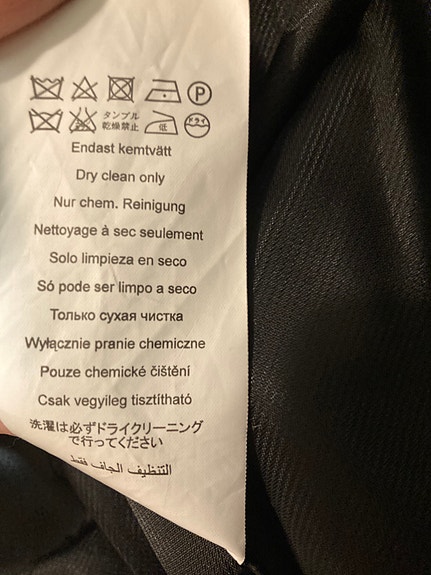 P
タンブル
乾燥禁止 低 ドライ
Endast kemtvätt
Dry clean only
Nur chem. Reinigung
Nettoyage à sec seulement
Solo limpieza en seco
Só pode ser limpo a seco
Только сухая чистка
Wyłącznie pranie chemiczne
Pouze chemické čištění
Csak vegyileg tisztítható
洗濯は必ずドライクリーニング
で行ってください
التنظيف الجاف فقط